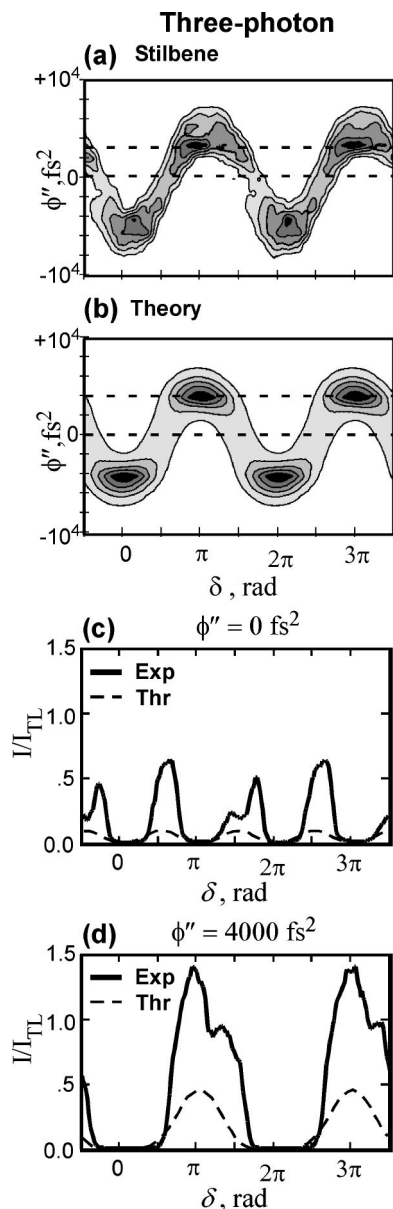 Three-photon
(a) Stilbene
+10⁴
ϕ″, fs²
0
-10⁴
(b) Theory
+10⁴
ϕ″, fs²
0
-10⁴
0 π 2π 3π
δ , rad
(c) ϕ″ = 0 fs²
1.5
Exp
Thr
1.0
I/I_TL
.5
0.0
0 π 2π 3π
δ, rad
(d) ϕ″ = 4000 fs²
1.5
Exp
Thr
1.0
I/I_TL
.5
0.0
0 π 2π 3π
δ, rad